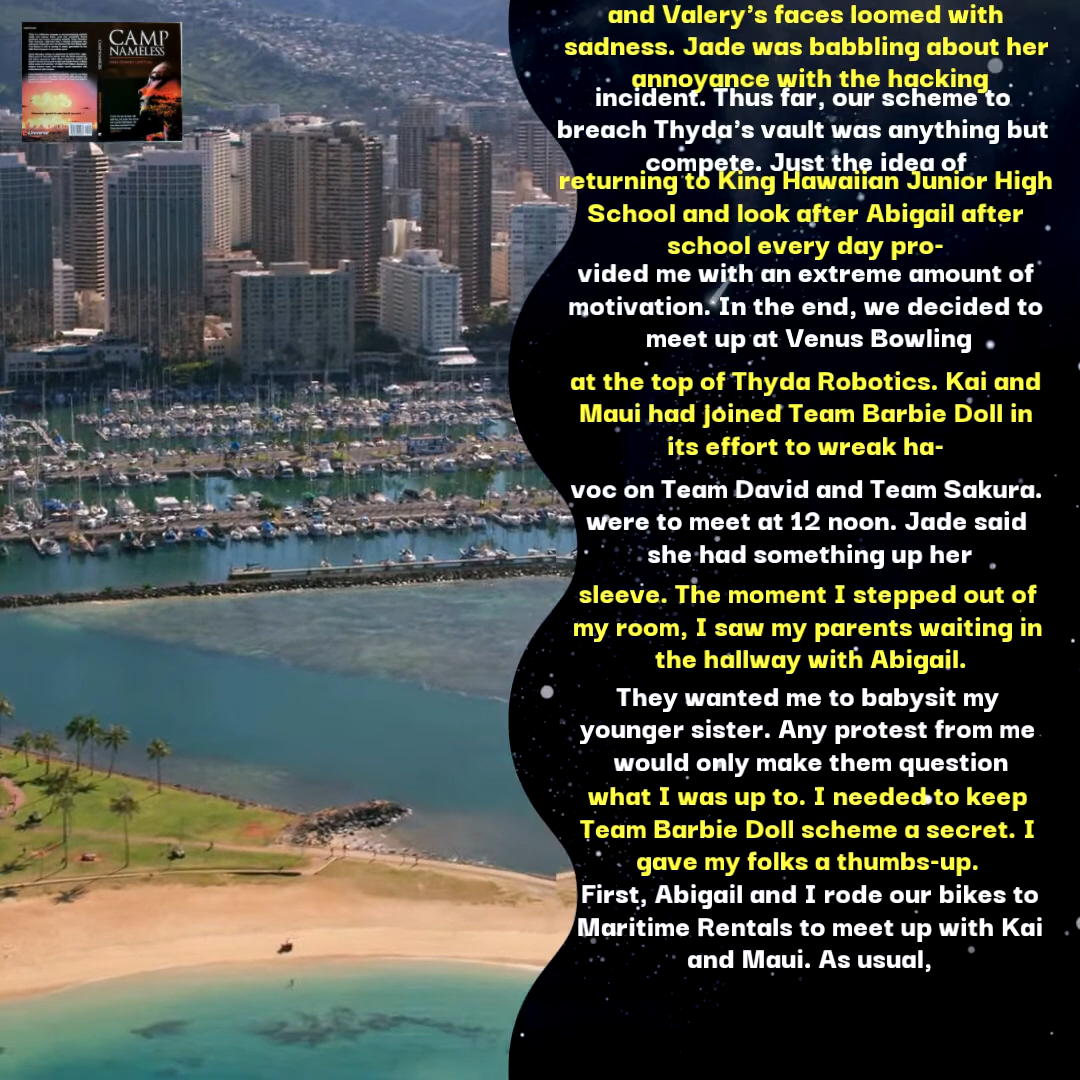 CAMP
NAMELESS
and Valery's faces loomed with
sadness. Jade was babbling about her
annoyance with the hacking
incident. Thus far, our scheme to
breach Thyda's vault was anything but
compete. Just the idea of
returning to King Hawaiian Junior High
School and look after Abigail after
school every day pro-
vided me with an extreme amount of
motivation. In the end, we decided to
meet up at Venus Bowling
at the top of Thyda Robotics. Kai and
Maui had joined Team Barbie Doll in
its effort to wreak ha-
voc on Team David and Team Sakura.
were to meet at 12 noon. Jade said
she had something up her
sleeve. The moment I stepped out of
my room, I saw my parents waiting in
the hallway with Abigail.
They wanted me to babysit my
younger sister. Any protest from me
would only make them question
what I was up to. I needed to keep
Team Barbie Doll scheme a secret. I
gave my folks a thumbs-up.
First, Abigail and I rode our bikes to
Maritime Rentals to meet up with Kai
and Maui. As usual,